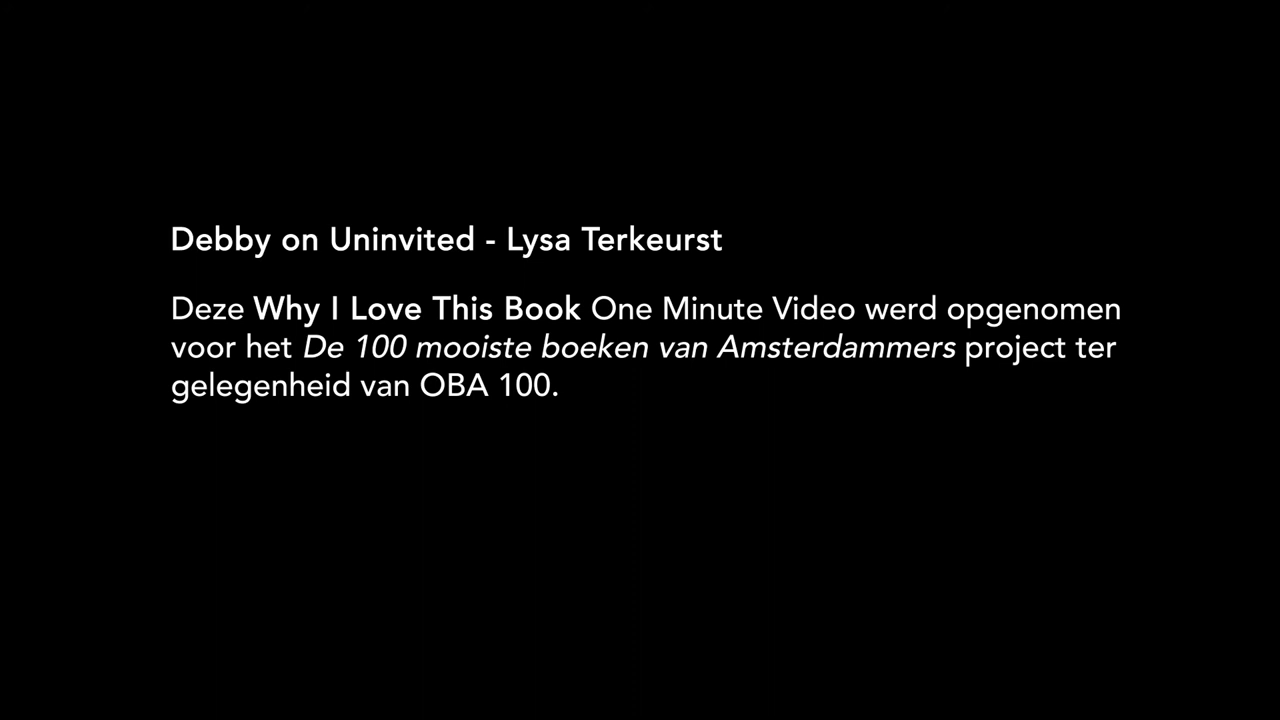 Debby on Uninvited - Lysa Terkeurst
Deze Why I Love This Book One Minute Video werd opgenomen
voor het De 100 mooiste boeken van Amsterdammers project ter
gelegenheid van OBA 100.